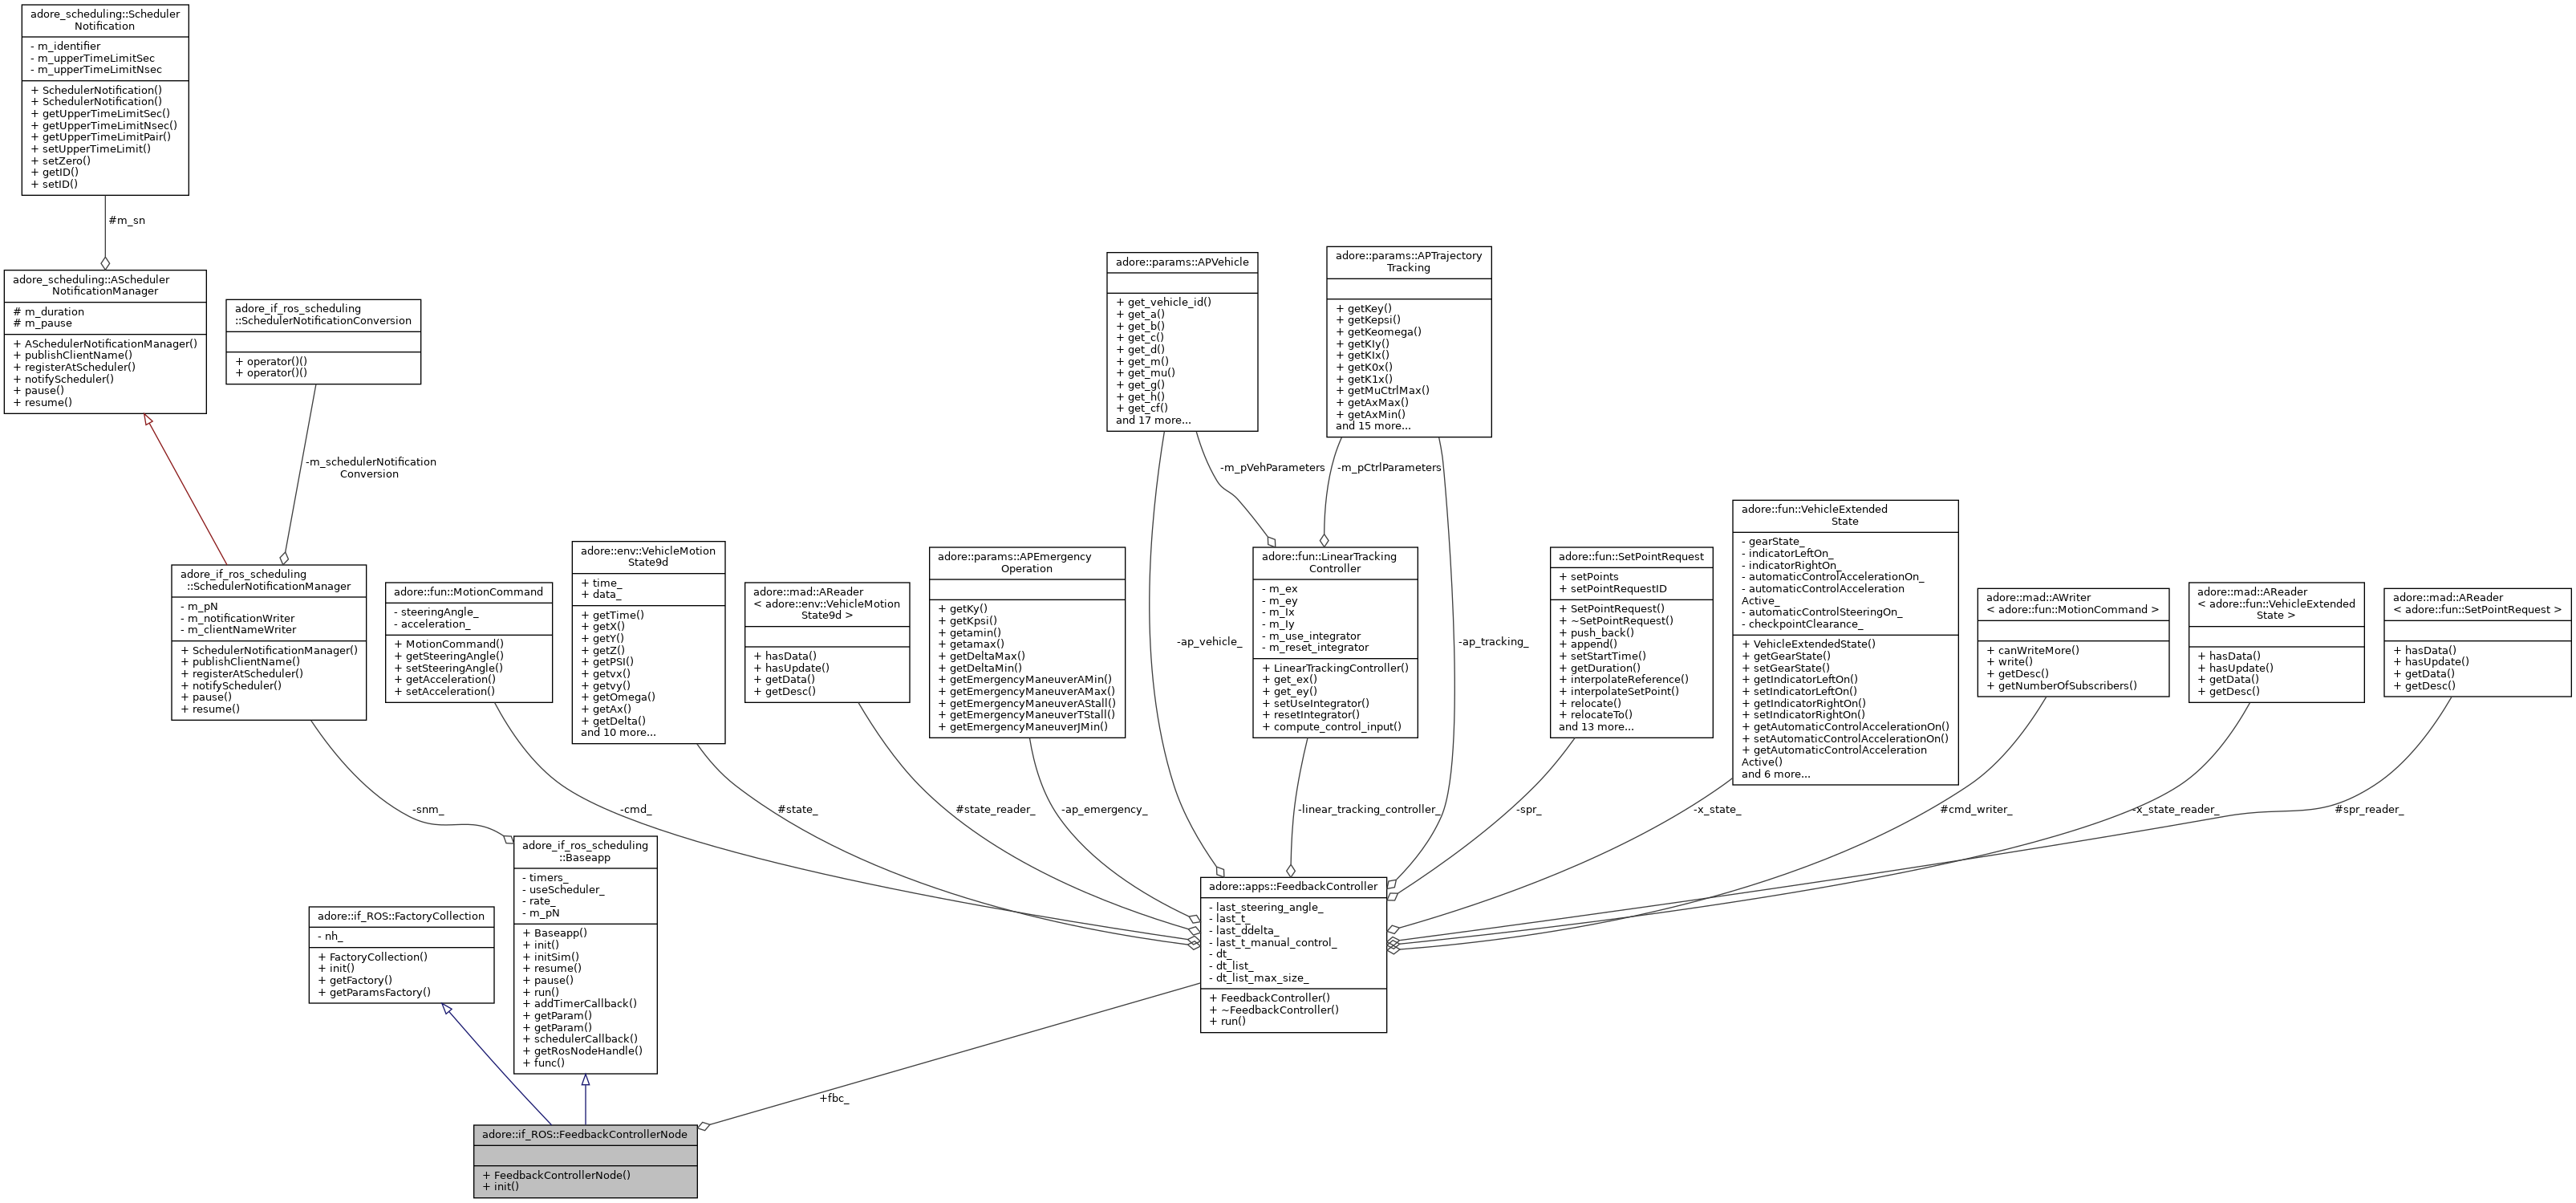 adore_scheduling::Scheduler
Notification
- m_identifier
- m_upperTimeLimitSec
- m_upperTimeLimitNsec
+ SchedulerNotification()
+ SchedulerNotification()
+ getUpperTimeLimitSec()
+ getUpperTimeLimitNsec()
+ getUpperTimeLimitPair()
+ setUpperTimeLimit()
+ setZero()
+ getID()
+ setID()
#m_sn
adore_scheduling::AScheduler
NotificationManager
# m_duration
# m_pause
+ ASchedulerNotificationManager()
+ publishClientName()
+ registerAtScheduler()
+ notifyScheduler()
+ pause()
+ resume()
adore_if_ros_scheduling
::SchedulerNotificationConversion
+ operator()()
+ operator()()
-m_schedulerNotification
Conversion
adore::params::APVehicle
+ get_vehicle_id()
+ get_a()
+ get_b()
+ get_c()
+ get_d()
+ get_m()
+ get_mu()
+ get_g()
+ get_h()
+ get_cf()
and 17 more...
adore::params::APTrajectory
Tracking
+ getKey()
+ getKepsi()
+ getKeomega()
+ getKIy()
+ getKIx()
+ getK0x()
+ getK1x()
+ getMuCtrlMax()
+ getAxMax()
+ getAxMin()
and 15 more...
-m_pVehParameters
-m_pCtrlParameters
adore_if_ros_scheduling
::SchedulerNotificationManager
- m_pN
- m_notificationWriter
- m_clientNameWriter
+ SchedulerNotificationManager()
+ publishClientName()
+ registerAtScheduler()
+ notifyScheduler()
+ pause()
+ resume()
adore::fun::MotionCommand
- steeringAngle_
- acceleration_
+ MotionCommand()
+ getSteeringAngle()
+ setSteeringAngle()
+ getAcceleration()
+ setAcceleration()
adore::env::VehicleMotion
State9d
+ time_
+ data_
+ getTime()
+ getX()
+ getY()
+ getZ()
+ getPSI()
+ getvx()
+ getvy()
+ getOmega()
+ getAx()
+ getDelta()
and 10 more...
adore::mad::AReader
< adore::env::VehicleMotion
State9d >
+ hasData()
+ hasUpdate()
+ getData()
+ getDesc()
adore::params::APEmergency
Operation
+ getKy()
+ getKpsi()
+ getamin()
+ getamax()
+ getDeltaMax()
+ getDeltaMin()
+ getEmergencyManeuverAMin()
+ getEmergencyManeuverAMax()
+ getEmergencyManeuverAStall()
+ getEmergencyManeuverTStall()
+ getEmergencyManeuverJMin()
adore::fun::LinearTracking
Controller
- m_ex
- m_ey
- m_Ix
- m_Iy
- m_use_integrator
- m_reset_integrator
+ LinearTrackingController()
+ get_ex()
+ get_ey()
+ setUseIntegrator()
+ resetIntegrator()
+ compute_control_input()
adore::fun::SetPointRequest
+ setPoints
+ setPointRequestID
+ SetPointRequest()
+ ~SetPointRequest()
+ push_back()
+ append()
+ setStartTime()
+ getDuration()
+ interpolateReference()
+ interpolateSetPoint()
+ relocate()
+ relocateTo()
and 13 more...
adore::fun::VehicleExtended
State
- gearState_
- indicatorLeftOn_
- indicatorRightOn_
- automaticControlAccelerationOn_
- automaticControlAcceleration
Active_
- automaticControlSteeringOn_
- checkpointClearance_
+ VehicleExtendedState()
+ getGearState()
+ setGearState()
+ getIndicatorLeftOn()
+ setIndicatorLeftOn()
+ getIndicatorRightOn()
+ setIndicatorRightOn()
+ getAutomaticControlAccelerationOn()
+ setAutomaticControlAccelerationOn()
+ getAutomaticControlAcceleration
Active()
and 6 more...
adore::mad::AWriter
< adore::fun::MotionCommand >
+ canWriteMore()
+ write()
+ getDesc()
+ getNumberOfSubscribers()
adore::mad::AReader
< adore::fun::VehicleExtended
State >
+ hasData()
+ hasUpdate()
+ getData()
+ getDesc()
adore::mad::AReader
< adore::fun::SetPointRequest >
+ hasData()
+ hasUpdate()
+ getData()
+ getDesc()
-ap_vehicle_
-ap_tracking_
-snm_
-cmd_
#state_
#state_reader_
-ap_emergency_
-linear_tracking_controller_
-spr_
-x_state_
#cmd_writer_
-x_state_reader_
#spr_reader_
adore_if_ros_scheduling
::Baseapp
- timers_
- useScheduler_
- rate_
- m_pN
+ Baseapp()
+ init()
+ initSim()
+ resume()
+ pause()
+ run()
+ addTimerCallback()
+ getParam()
+ getParam()
+ schedulerCallback()
+ getRosNodeHandle()
+ func()
adore::if_ROS::FactoryCollection
- nh_
+ FactoryCollection()
+ init()
+ getFactory()
+ getParamsFactory()
adore::apps::FeedbackController
- last_steering_angle_
- last_t_
- last_ddelta_
- last_t_manual_control_
- dt_
- dt_list_
- dt_list_max_size_
+ FeedbackController()
+ ~FeedbackController()
+ run()
+fbc_
adore::if_ROS::FeedbackControllerNode
+ FeedbackControllerNode()
+ init()